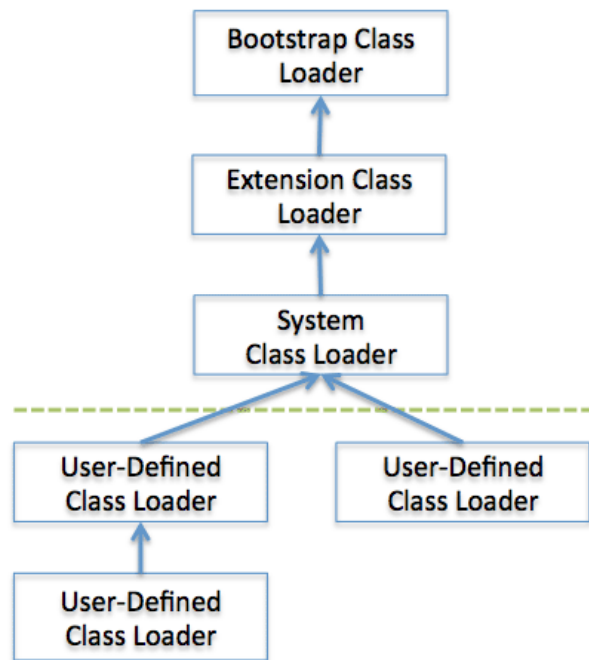 Bootstrap Class
Loader
Extension Class
Loader
System
Class Loader
User-Defined
Class Loader
User-Defined
Class Loader
User-Defined
Class Loader